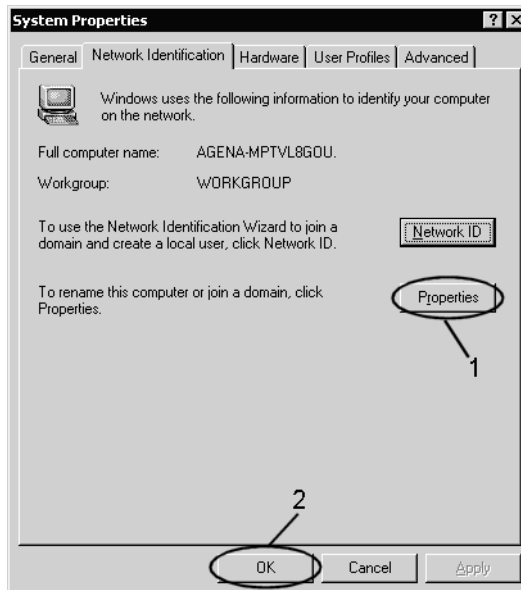 System Properties
? X
General Network Identification Hardware User Profiles Advanced
Windows uses the following information to identify your computer
on the network.
Full computer name: AGENA-MPTVL8GOU.
Workgroup: WORKGROUP
To use the Network Identification Wizard to join a
domain and create a local user, click Network ID.
Network ID
To rename this computer or join a domain, click
Properties.
Properties
1
2
OK Cancel Apply